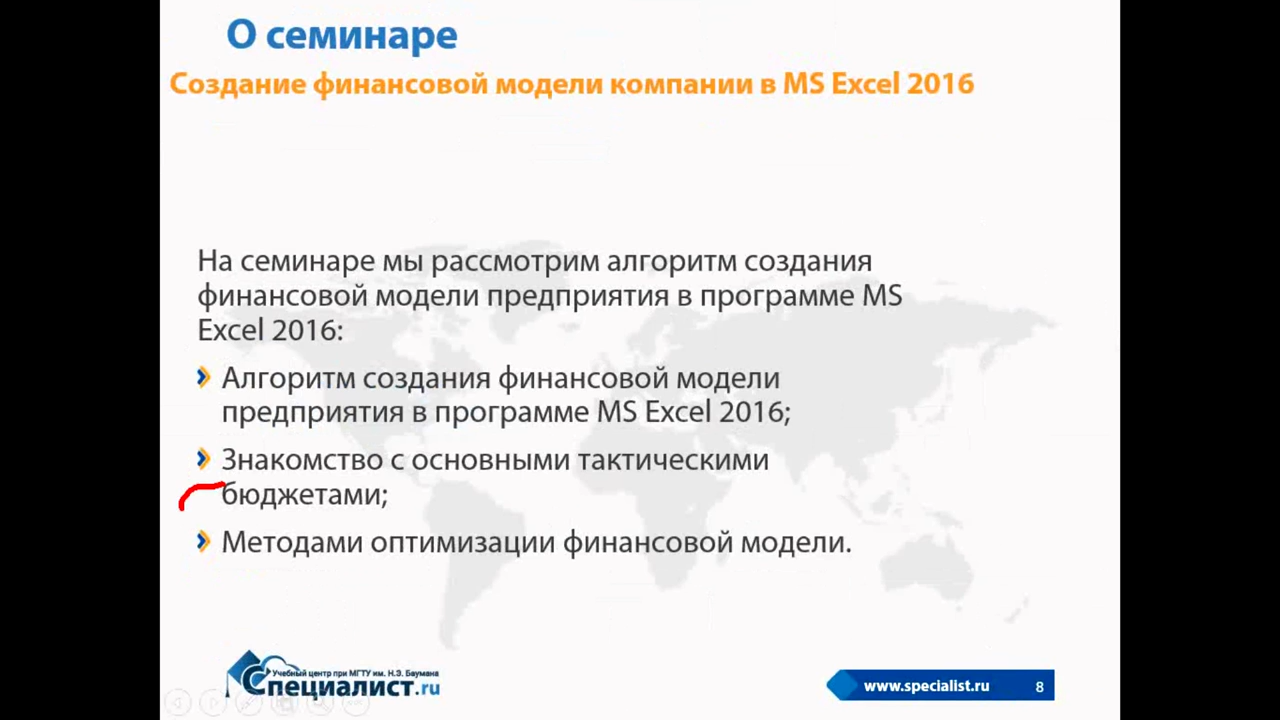 О семинаре
Создание финансовой модели компании в MS Excel 2016
На семинаре мы рассмотрим алгоритм создания
финансовой модели предприятия в программе MS
Excel 2016:
Алгоритм создания финансовой модели
предприятия в программе MS Excel 2016;
Знакомство с основными тактическими
бюджетами;
Методами оптимизации финансовой модели.
Учебный центр при МГТУ им. Н.Э. Баумана
Специалист.ru
www.specialist.ru 8